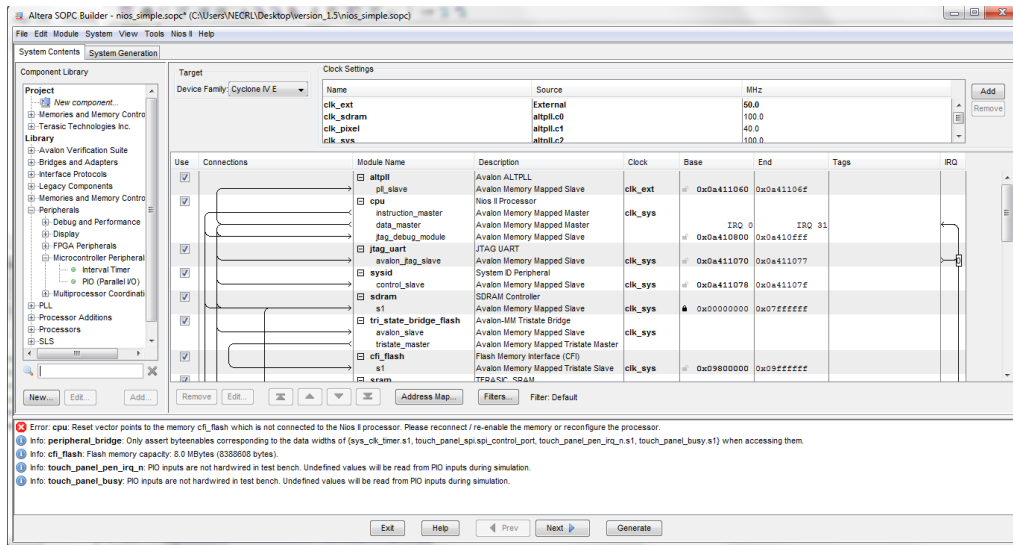 Altera SOPC Builder - nios_simple.sopc* (C:\Users\NECRL\Desktop\version_1.5\nios_simple.sopc)
File Edit Module System View Tools Nios II Help
System Contents System Generation
Component Library
Project
New component...
Memories and Memory Contro
Terasic Technologies Inc.
Library
Avalon Verification Suite
Bridges and Adapters
Interface Protocols
Legacy Components
Memories and Memory Contro
Peripherals
Debug and Performance
Display
FPGA Peripherals
Microcontroller Peripheral
Interval Timer
PIO (Parallel I/O)
Multiprocessor Coordinati
PLL
Processor Additions
Processors
SLS
New... Edit... Add...
Target
Device Family: Cyclone IV E
Clock Settings
Name Source MHz
clk_ext External 50.0
clk_sdram altpll.c0 100.0
clk_pixel altpll.c1 40.0
clk_sys altpll.c2 100.0
Add
Remove
Use Connections Module Name Description Clock Base End Tags IRQ
altpll Avalon ALTPLL
pll_slave Avalon Memory Mapped Slave clk_ext 0x0a411060 0x0a41106f
cpu Nios II Processor
instruction_master Avalon Memory Mapped Master clk_sys
data_master Avalon Memory Mapped Master IRQ 0 IRQ 31
jtag_debug_module Avalon Memory Mapped Slave 0x0a410800 0x0a410fff
jtag_uart JTAG UART
avalon_jtag_slave Avalon Memory Mapped Slave clk_sys 0x0a411070 0x0a411077
sysid System ID Peripheral
control_slave Avalon Memory Mapped Slave clk_sys 0x0a411078 0x0a41107f
sdram SDRAM Controller
s1 Avalon Memory Mapped Slave clk_sys 0x00000000 0x07ffffff
tri_state_bridge_flash Avalon-MM Tristate Bridge
avalon_slave Avalon Memory Mapped Slave clk_sys
tristate_master Avalon Memory Mapped Tristate Master
cfi_flash Flash Memory Interface (CFI)
s1 Avalon Memory Mapped Tristate Slave clk_sys 0x09800000 0x09ffffff
sram TERASIC_SRAM
Remove Edit... Address Map... Filters... Filter: Default
Error: cpu: Reset vector points to the memory cfi_flash which is not connected to the Nios II processor. Please reconnect / re-enable the memory or reconfigure the processor.
Info: peripheral_bridge: Only assert byteenables corresponding to the data widths of {sys_clk_timer.s1, touch_panel_spi.spi_control_port, touch_panel_pen_irq_n.s1, touch_panel_busy.s1} when accessing them.
Info: cfi_flash: Flash memory capacity: 8.0 MBytes (8388608 bytes).
Info: touch_panel_pen_irq_n: PIO inputs are not hardwired in test bench. Undefined values will be read from PIO inputs during simulation.
Info: touch_panel_busy: PIO inputs are not hardwired in test bench. Undefined values will be read from PIO inputs during simulation.
Exit Help Prev Next Generate